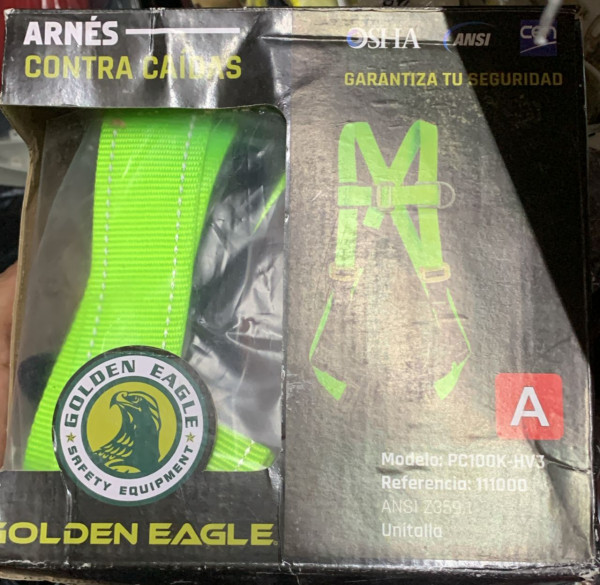 ARNÉS
CONTRA CAÍDAS
OSHA
ANSI
cen
GARANTIZA TU SEGURIDAD
GOLDEN EAGLE
SAFETY EQUIPMENT
GOLDEN EAGLE
A
Modelo: PC100K-HV3
Referencia: 111000
ANSI Z359.1
Unitalla